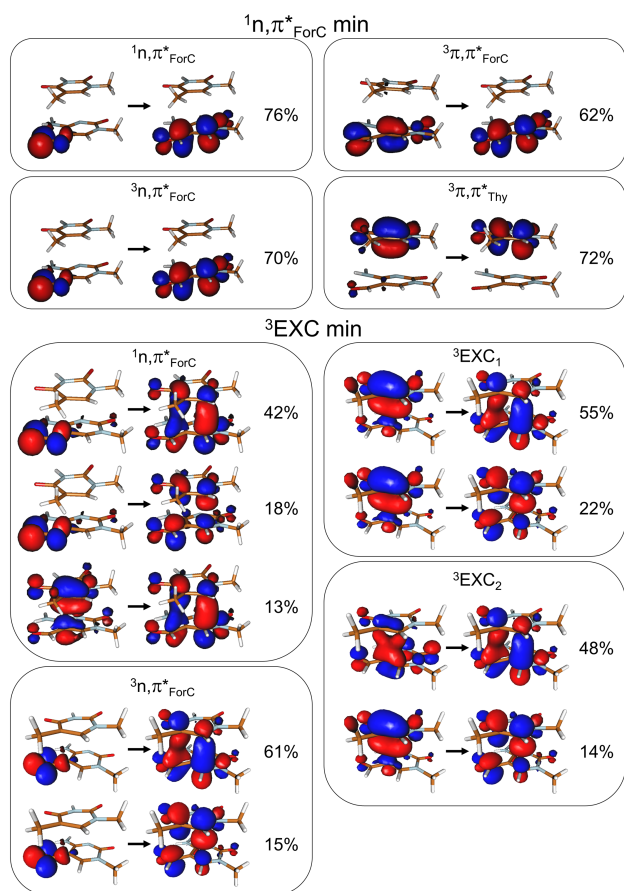 ¹n,π*ForC min
¹n,π*ForC
76%
³π,π*ForC
62%
³n,π*ForC
70%
³π,π*Thy
72%
³EXC min
¹n,π*ForC
42%
18%
13%
³EXC₁
55%
22%
³EXC₂
48%
14%
³n,π*ForC
61%
15%